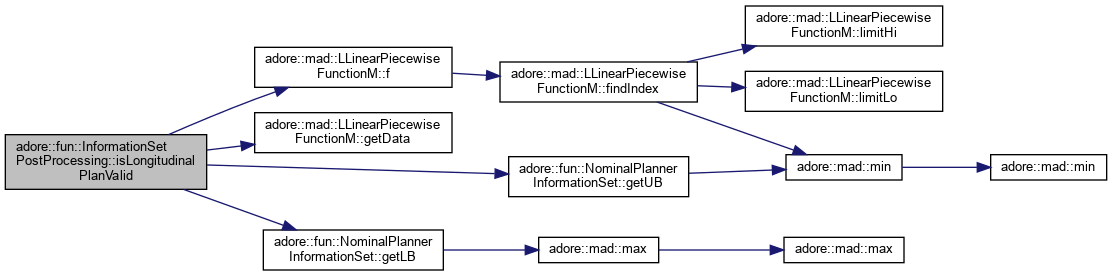 adore::fun::InformationSet
PostProcessing::isLongitudinal
PlanValid
adore::mad::LLinearPiecewise
FunctionM::f
adore::mad::LLinearPiecewise
FunctionM::getData
adore::fun::NominalPlanner
InformationSet::getUB
adore::fun::NominalPlanner
InformationSet::getLB
adore::mad::LLinearPiecewise
FunctionM::findIndex
adore::mad::max
adore::mad::LLinearPiecewise
FunctionM::limitHi
adore::mad::LLinearPiecewise
FunctionM::limitLo
adore::mad::min
adore::mad::max
adore::mad::min